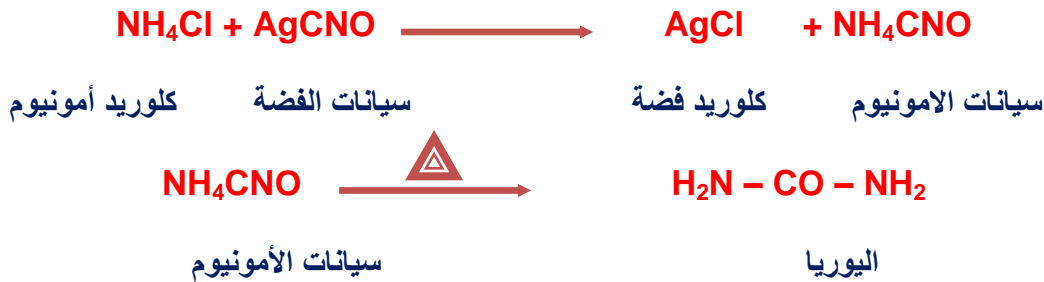 NH₄Cl + AgCNO AgCl + NH₄CNO
كلوريد أمونيوم سيانات الفضة كلوريد فضة سيانات الامونيوم
NH₄CNO H₂N – CO – NH₂
سيانات الأمونيوم اليوريا